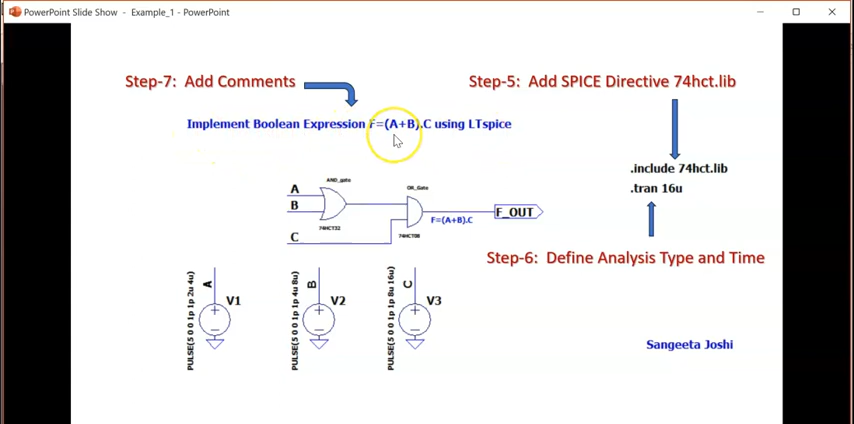 PowerPoint Slide Show - Example_1 - PowerPoint
Step-7: Add Comments
Step-5: Add SPICE Directive 74hct.lib
Implement Boolean Expression F=(A+B).C using LTspice
.include 74hct.lib
.tran 16u
AND_gate
OR_Gate
A
B
C
F=(A+B).C
F_OUT
74HCT32
74HCT08
Step-6: Define Analysis Type and Time
PULSE(5 0 0 1p 1p 2u 4u)
A
V1
PULSE(5 0 0 1p 1p 4u 8u)
B
V2
PULSE(5 0 0 1p 1p 8u 16u)
C
V3
Sangeeta Joshi